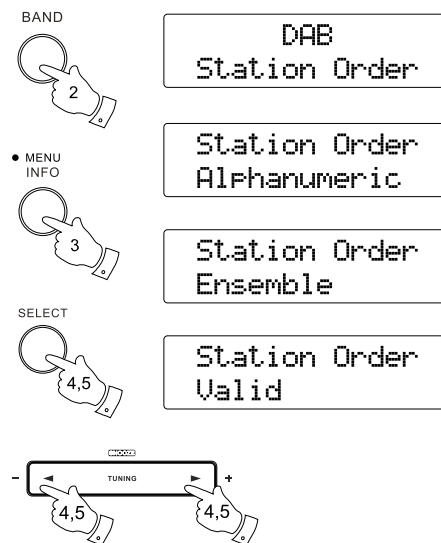 BAND
2
DAB
Station Order
Station Order
Alphanumeric
• MENU
INFO
3
Station Order
Ensemble
SELECT
4,5
Station Order
Valid
SNOOZE
- ◄ TUNING ► +
4,5 4,5